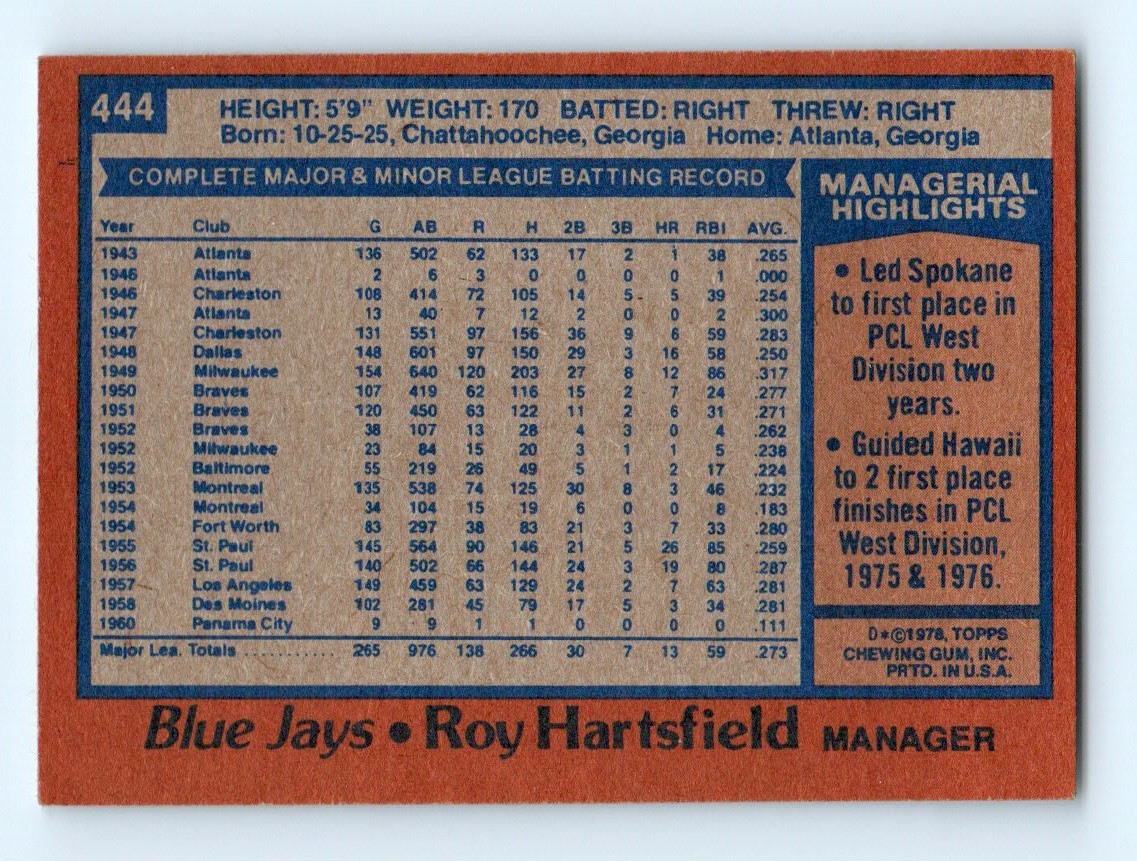 444
HEIGHT: 5'9" WEIGHT: 170 BATTED: RIGHT THREW: RIGHT
Born: 10-25-25, Chattahoochee, Georgia Home: Atlanta, Georgia
COMPLETE MAJOR & MINOR LEAGUE BATTING RECORD
Year Club G AB R H 2B 3B HR RBI AVG.
1943 Atlanta 136 502 62 133 17 2 1 38 .265
1946 Atlanta 2 6 3 0 0 0 0 1 .000
1946 Charleston 108 414 72 105 14 5 5 39 .254
1947 Atlanta 13 40 7 12 2 0 0 2 .300
1947 Charleston 131 551 97 156 36 9 6 59 .283
1948 Dallas 148 601 97 150 29 3 16 58 .250
1949 Milwaukee 154 640 120 203 27 8 12 86 .317
1950 Braves 107 419 62 116 15 2 7 24 .277
1951 Braves 120 450 63 122 11 2 6 31 .271
1952 Braves 38 107 13 28 4 3 0 4 .262
1952 Milwaukee 23 84 15 20 3 1 1 5 .238
1952 Baltimore 55 219 26 49 5 1 2 17 .224
1953 Montreal 135 538 74 125 30 8 3 46 .232
1954 Montreal 34 104 15 19 6 0 0 8 .183
1954 Fort Worth 83 297 38 83 21 3 7 33 .280
1955 St. Paul 145 564 90 146 21 5 26 85 .259
1956 St. Paul 140 502 66 144 24 3 19 80 .287
1957 Los Angeles 149 459 63 129 24 2 7 63 .281
1958 Des Moines 102 281 45 79 17 5 3 34 .281
1960 Panama City 9 9 1 1 0 0 0 0 .111
Major Lea. Totals ............ 265 976 138 266 30 7 13 59 .273
MANAGERIAL
HIGHLIGHTS
• Led Spokane
to first place in
PCL West
Division two
years.
• Guided Hawaii
to 2 first place
finishes in PCL
West Division,
1975 & 1976.
D*©1978, TOPPS
CHEWING GUM, INC.
PRTD. IN U.S.A.
Blue Jays • Roy Hartsfield MANAGER